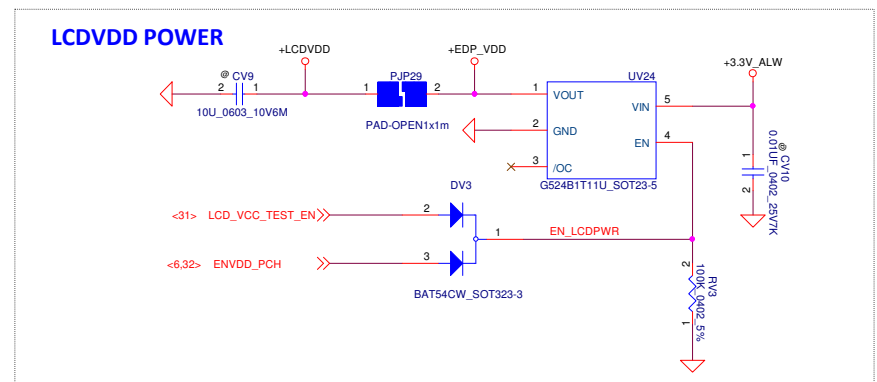 LCDVDD POWER
+LCDVDD
+EDP_VDD
+3.3V_ALW
@ CV9
2 1
10U_0603_10V6M
PJP29
1 2
PAD-OPEN1x1m
UV24
1 VOUT
VIN 5
2 GND
EN 4
3 /OC
G524B1T11U_SOT23-5
1
2
@ CV10
0.01UF_0402_25V7K
DV3
<31> LCD_VCC_TEST_EN 2
1 EN_LCDPWR
<6,32> ENVDD_PCH 3
BAT54CW_SOT323-3
2
1
RV3
100K_0402_5%